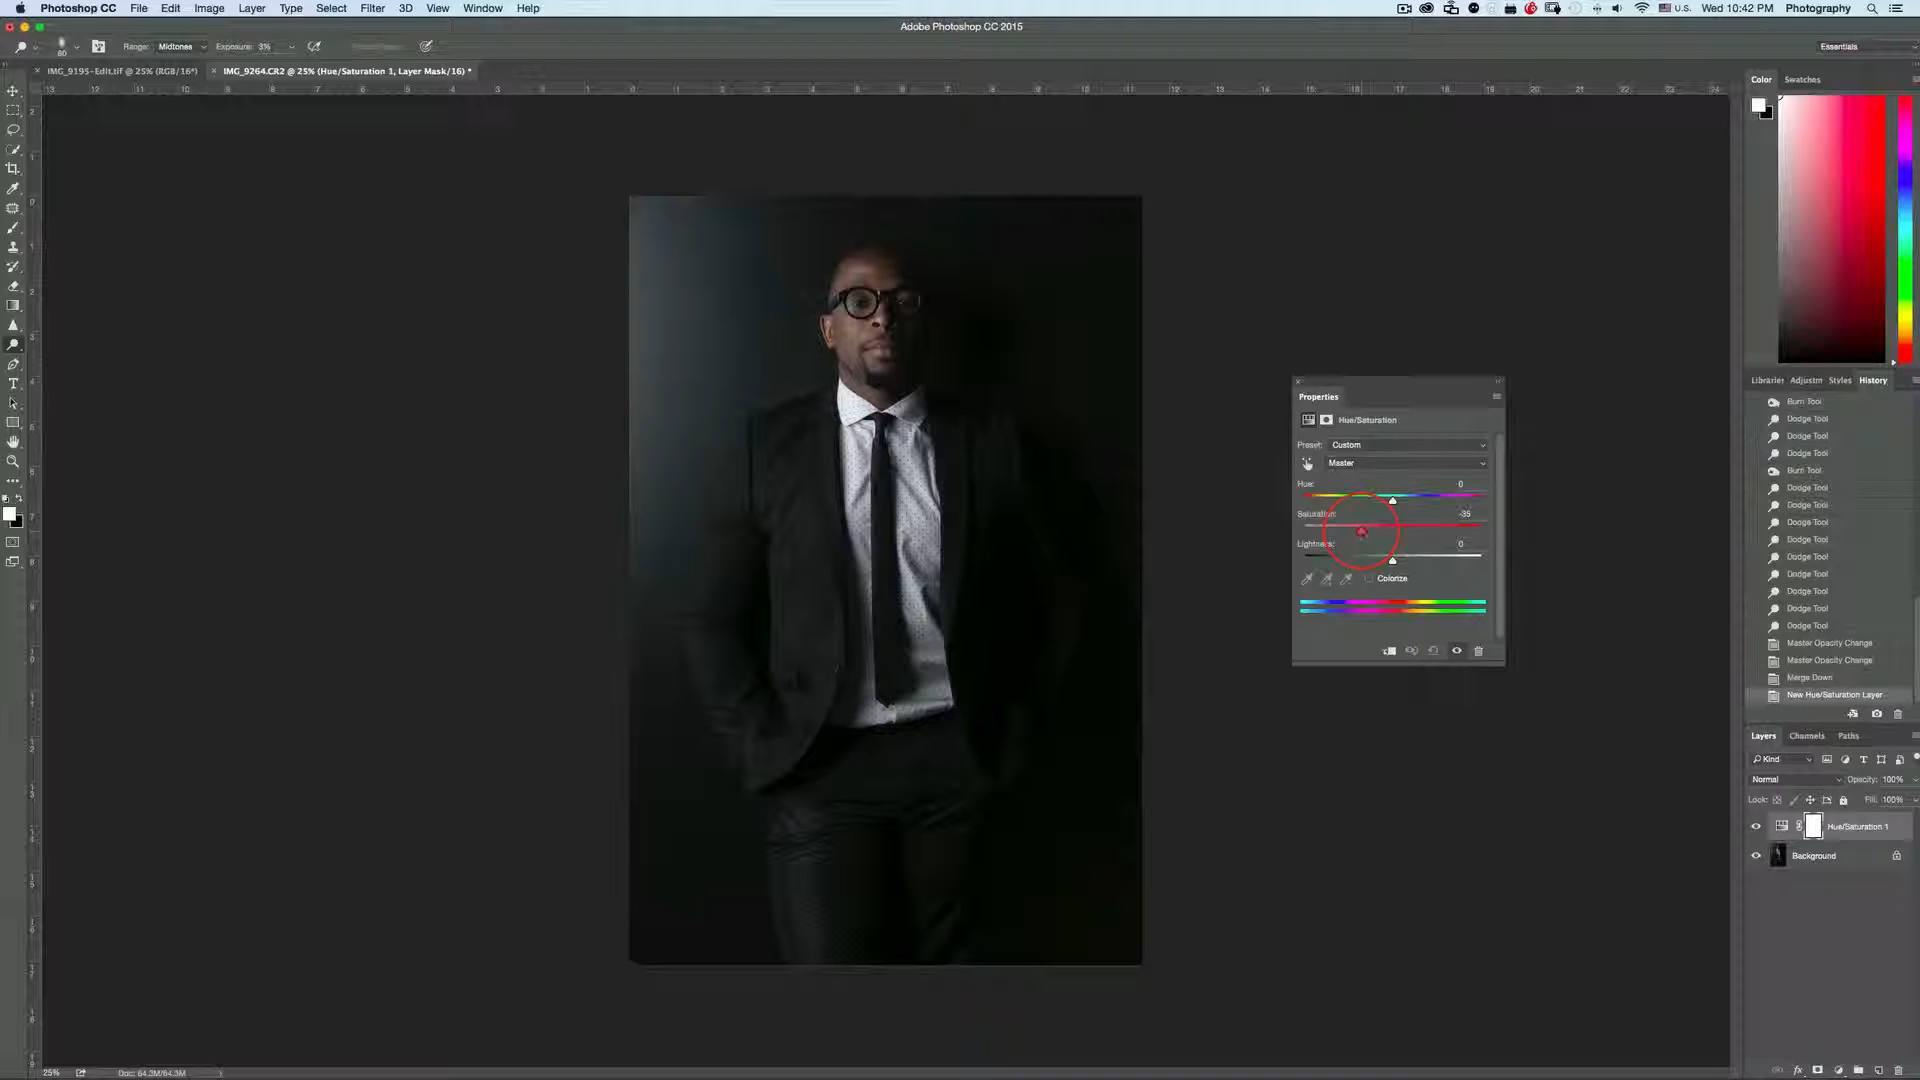 Photoshop CC File Edit Image Layer Type Select Filter 3D View Window Help U.S. Wed 10:42 PM Photography
Adobe Photoshop CC 2015
80 Range: Midtones Exposure: 3% Essentials
IMG_9195-Edit.tif @ 25% (RGB/16*) IMG_9264.CR2 @ 25% (Hue/Saturation 1, Layer Mask/16) *
Color Swatches
Properties
Hue/Saturation
Preset: Custom
Master
Hue: 0
Saturation: -35
Lightness: 0
Colorize
Libraries Adjustm Styles History
Burn Tool
Dodge Tool
Dodge Tool
Dodge Tool
Burn Tool
Dodge Tool
Dodge Tool
Dodge Tool
Dodge Tool
Dodge Tool
Dodge Tool
Dodge Tool
Dodge Tool
Dodge Tool
Master Opacity Change
Master Opacity Change
Merge Down
New Hue/Saturation Layer
Layers Channels Paths
Kind
Normal Opacity: 100%
Lock: Fill: 100%
Hue/Saturation 1
Background
25% Doc: 64.3M/64.3M